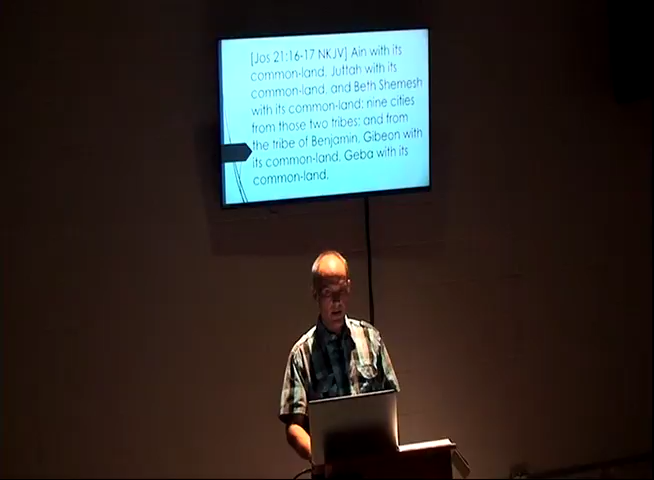 [Jos 21:16-17 NKJV] Ain with its
common-land, Juttah with its
common-land, and Beth Shemesh
with its common-land: nine cities
from those two tribes; and from
the tribe of Benjamin, Gibeon with
its common-land, Geba with its
common-land,